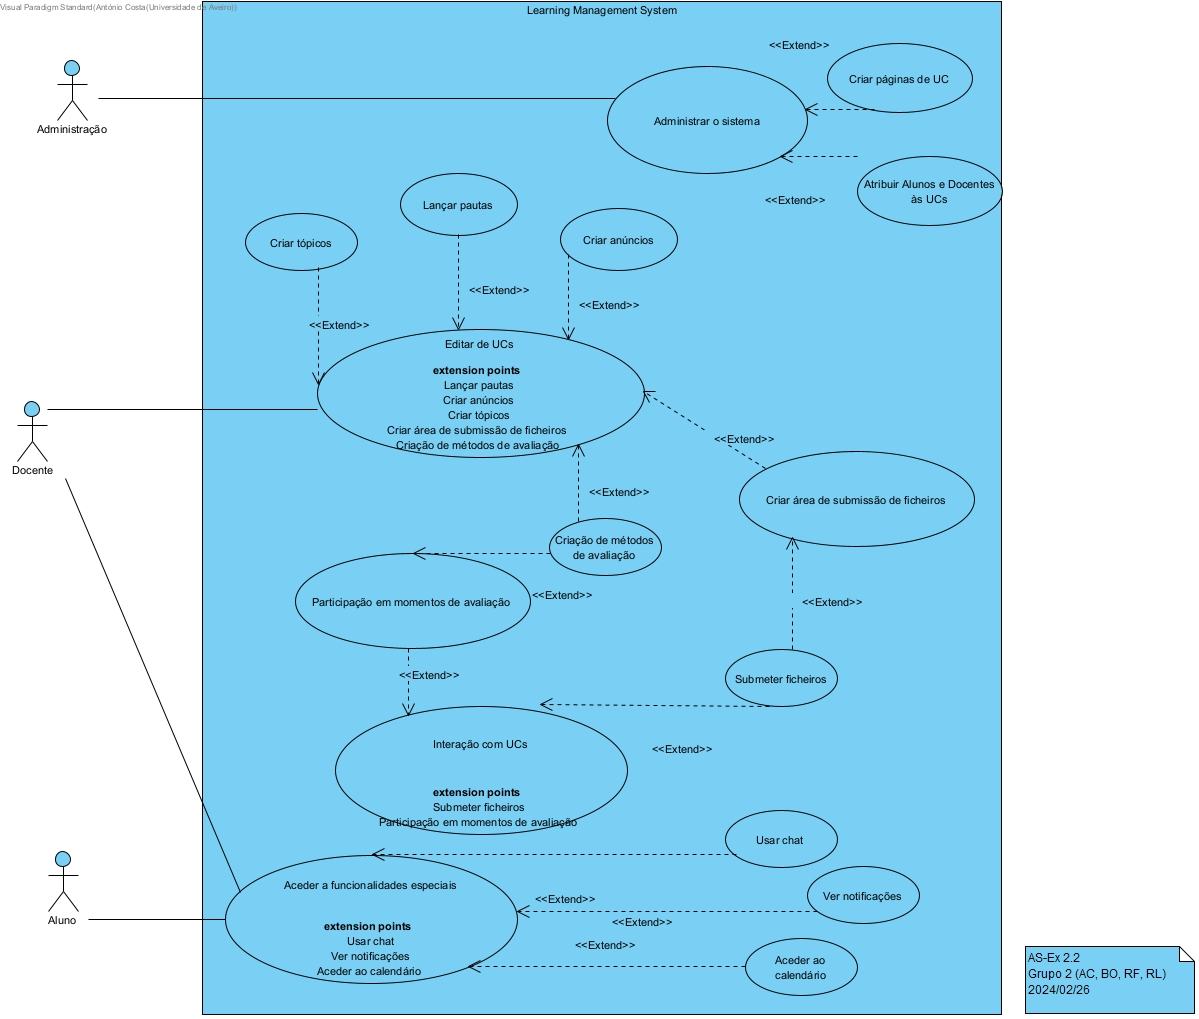 Visual Paradigm Standard(António Costa(Universidade de Aveiro))
Learning Management System
<<Extend>>
Criar páginas de UC
Administração
Administrar o sistema
Atribuir Alunos e Docentes
às UCs
<<Extend>>
Lançar pautas
Criar tópicos
Criar anúncios
<<Extend>>
<<Extend>>
<<Extend>>
Editar de UCs
extension points
Lançar pautas
Criar anúncios
Criar tópicos
Criar área de submissão de ficheiros
Criação de métodos de avaliação
<<Extend>>
Docente
<<Extend>>
Criar área de submissão de ficheiros
Criação de métodos
de avaliação
<<Extend>>
Participação em momentos de avaliação
<<Extend>>
<<Extend>>
Submeter ficheiros
Interação com UCs
<<Extend>>
extension points
Submeter ficheiros
Participação em momentos de avaliação
Usar chat
Aceder a funcionalidades especiais
Ver notificações
<<Extend>>
Aluno
<<Extend>>
extension points
Usar chat
Ver notificações
Aceder ao calendário
<<Extend>>
Aceder ao
calendário
AS-Ex 2.2
Grupo 2 (AC, BO, RF, RL)
2024/02/26